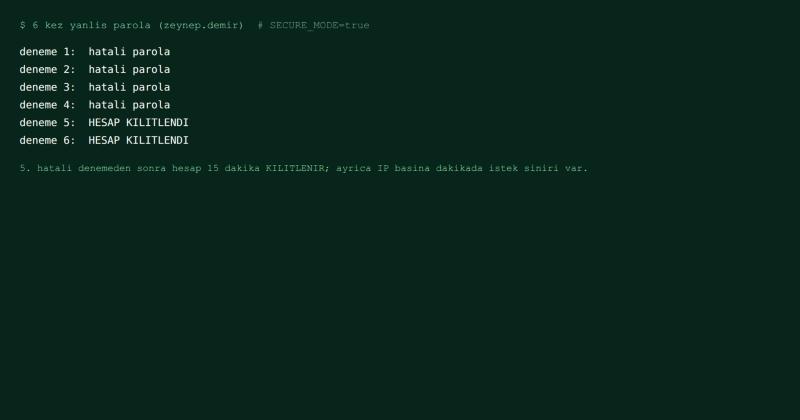 $ 6 kez yanlis parola (zeynep.demir)  # SECURE_MODE=true
deneme 1:  hatali parola
deneme 2:  hatali parola
deneme 3:  hatali parola
deneme 4:  hatali parola
deneme 5:  HESAP KILITLENDI
deneme 6:  HESAP KILITLENDI
5. hatali denemeden sonra hesap 15 dakika KILITLENIR; ayrica IP basina dakikada istek siniri var.